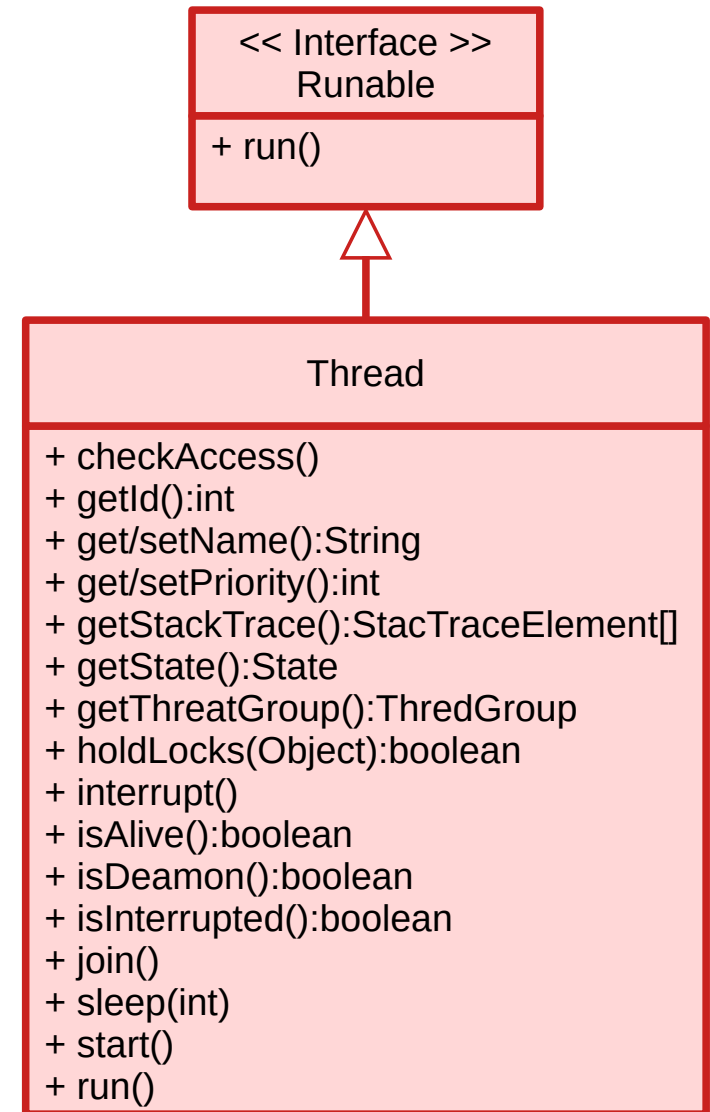 << Interface >>
Runable
+ run()
Thread
+ checkAccess()
+ getId():int
+ get/setName():String
+ get/setPriority():int
+ getStackTrace():StacTraceElement[]
+ getState():State
+ getThreatGroup():ThredGroup
+ holdLocks(Object):boolean
+ interrupt()
+ isAlive():boolean
+ isDeamon():boolean
+ isInterrupted():boolean
+ join()
+ sleep(int)
+ start()
+ run()